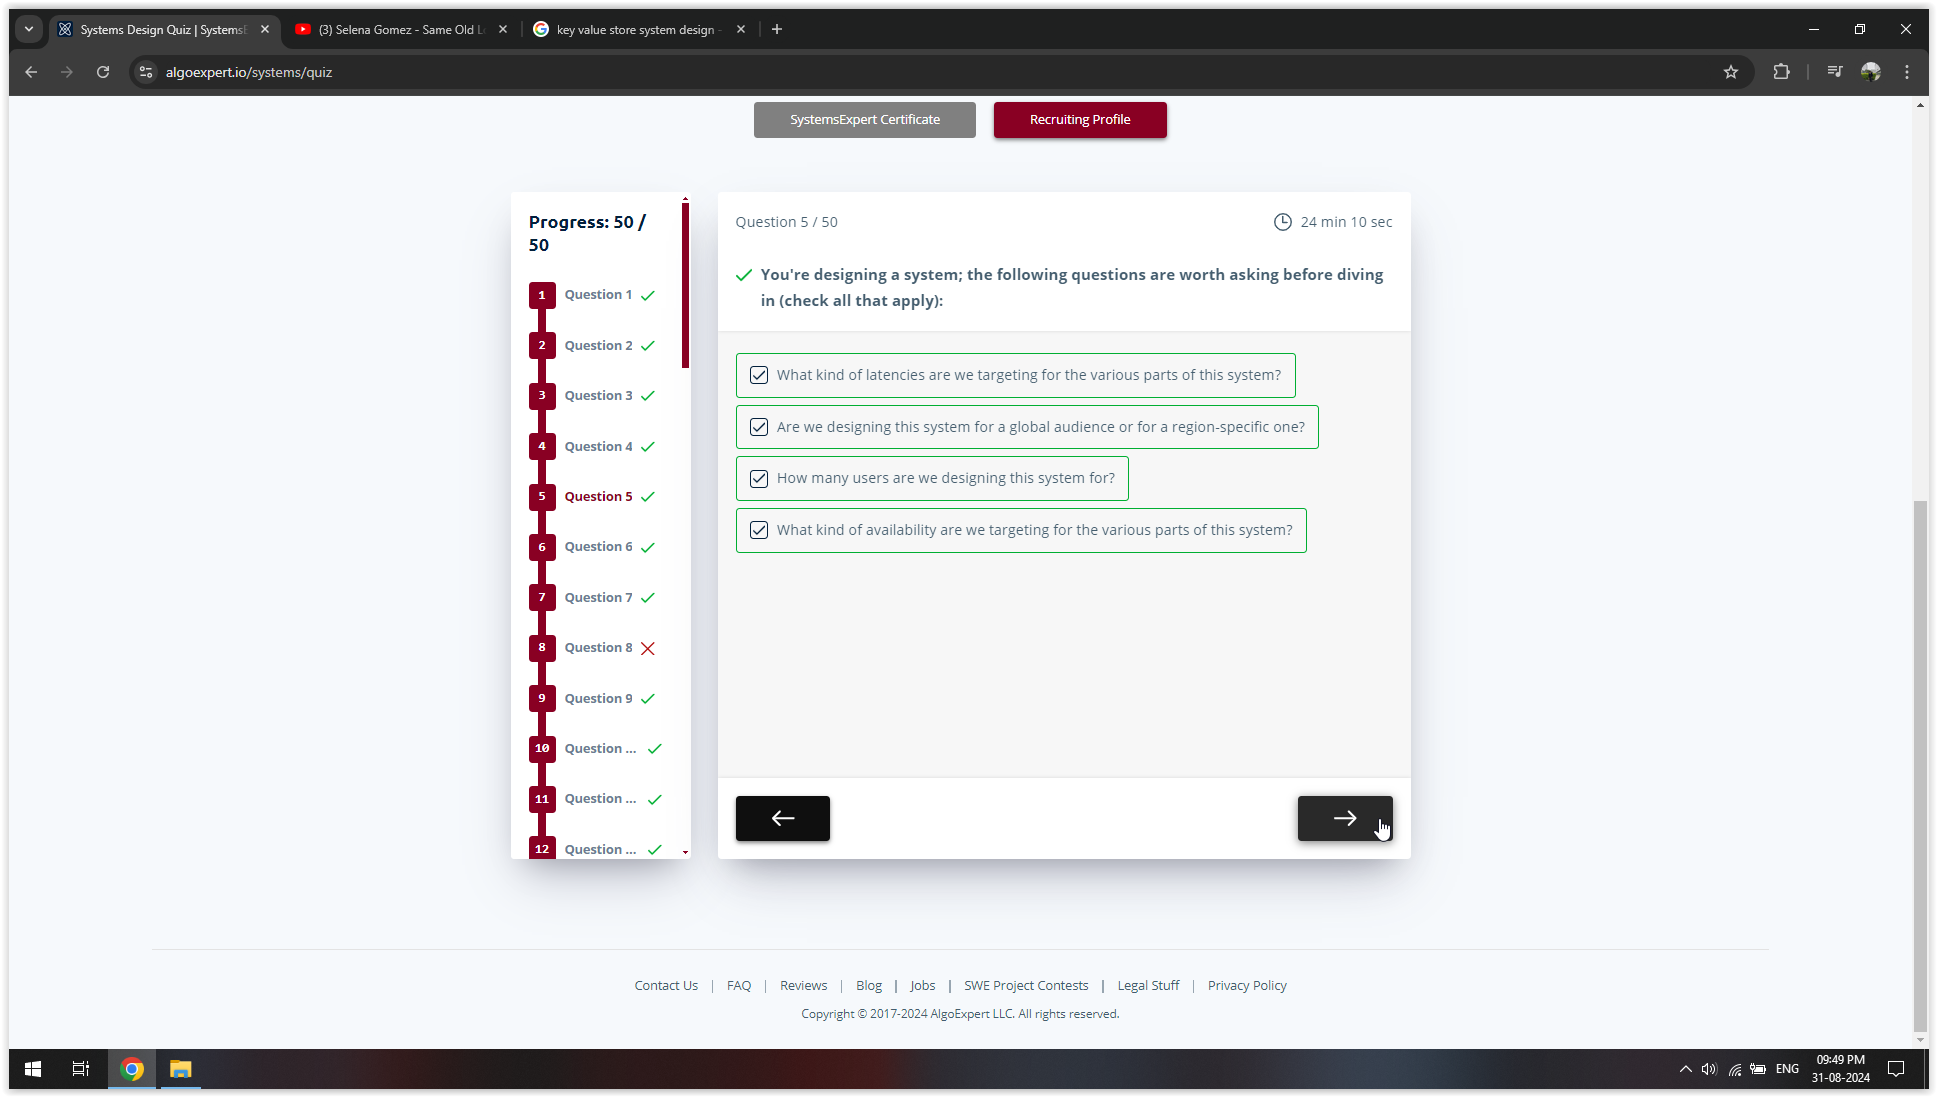 Systems Design Quiz | SystemsE
(3) Selena Gomez - Same Old L
key value store system design -
algoexpert.io/systems/quiz
SystemsExpert Certificate
Recruiting Profile
Progress: 50 /
50
1 Question 1
2 Question 2
3 Question 3
4 Question 4
5 Question 5
6 Question 6
7 Question 7
8 Question 8
9 Question 9
10 Question ...
11 Question ...
12 Question ...
Question 5 / 50
24 min 10 sec
You're designing a system; the following questions are worth asking before diving
in (check all that apply):
What kind of latencies are we targeting for the various parts of this system?
Are we designing this system for a global audience or for a region-specific one?
How many users are we designing this system for?
What kind of availability are we targeting for the various parts of this system?
Contact Us | FAQ | Reviews | Blog | Jobs | SWE Project Contests | Legal Stuff | Privacy Policy
Copyright © 2017-2024 AlgoExpert LLC. All rights reserved.
ENG
09:49 PM
31-08-2024